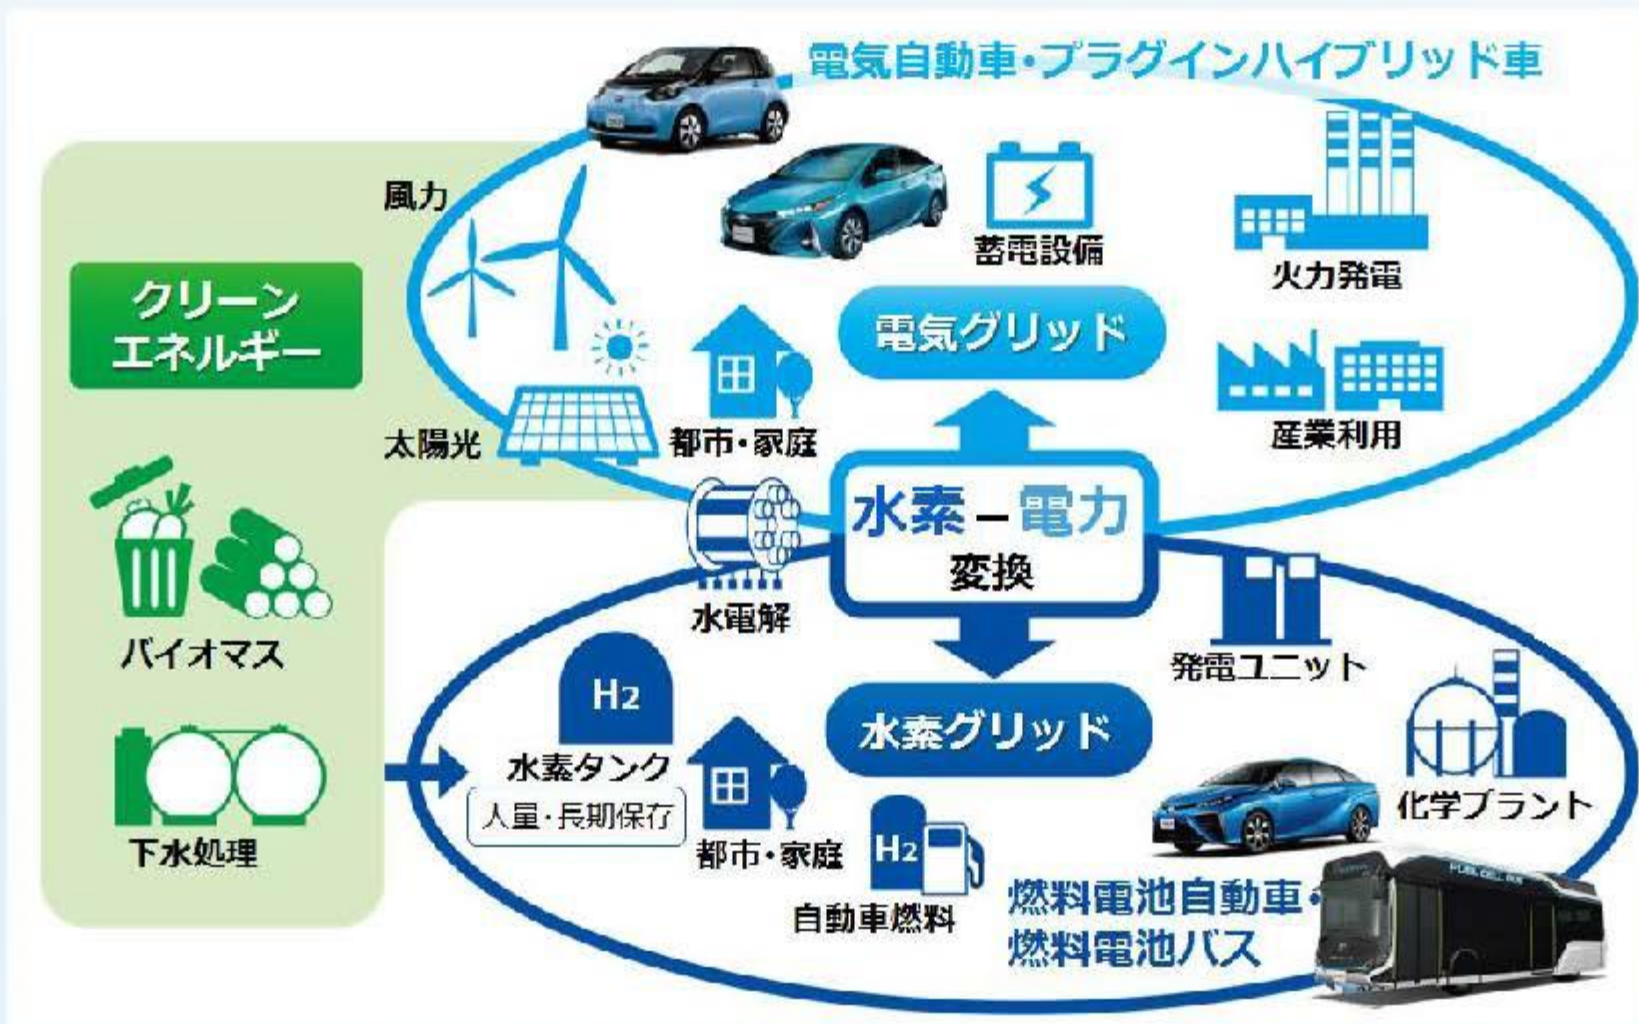 電気自動車・プラグインハイブリッド車
風力
蓄電設備
火力発電
クリーン
エネルギー
電気グリッド
太陽光
都市・家庭
産業利用
水素－電力
変換
水電解
発電ユニット
バイオマス
H2
水素グリッド
水素タンク
大量・長期保存
化学プラント
下水処理
都市・家庭
H2
自動車燃料
燃料電池自動車・
燃料電池バス
FUEL CELL BUS